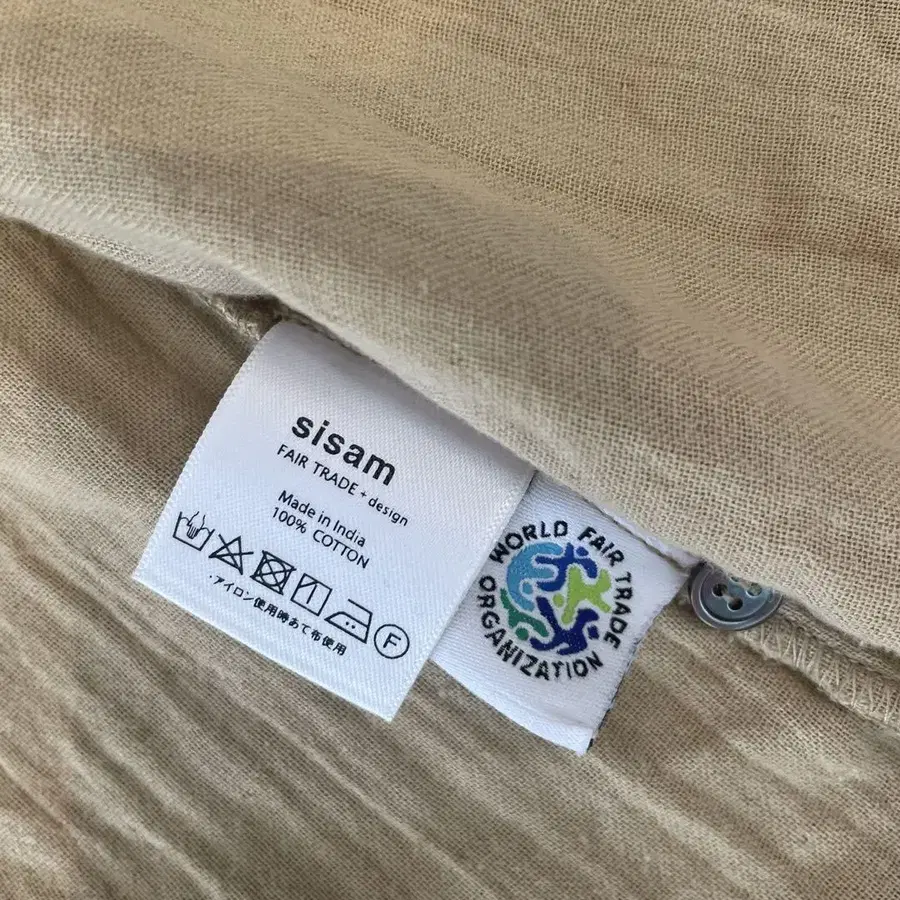 sisam
FAIR TRADE + design
Made in India
100% COTTON
・アイロン使用時あて布使用
F
WORLD FAIR TRADE ORGANIZATION